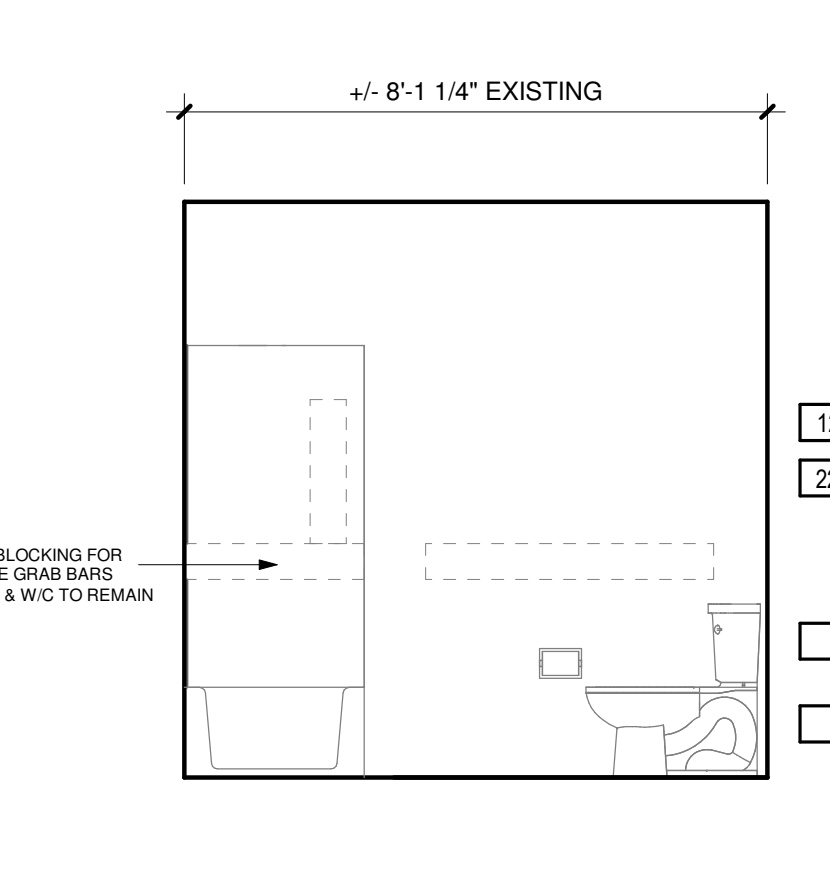 +/- 8'-1 1/4" EXISTING
BLOCKING FOR
GRAB BARS
& W/C TO REMAIN